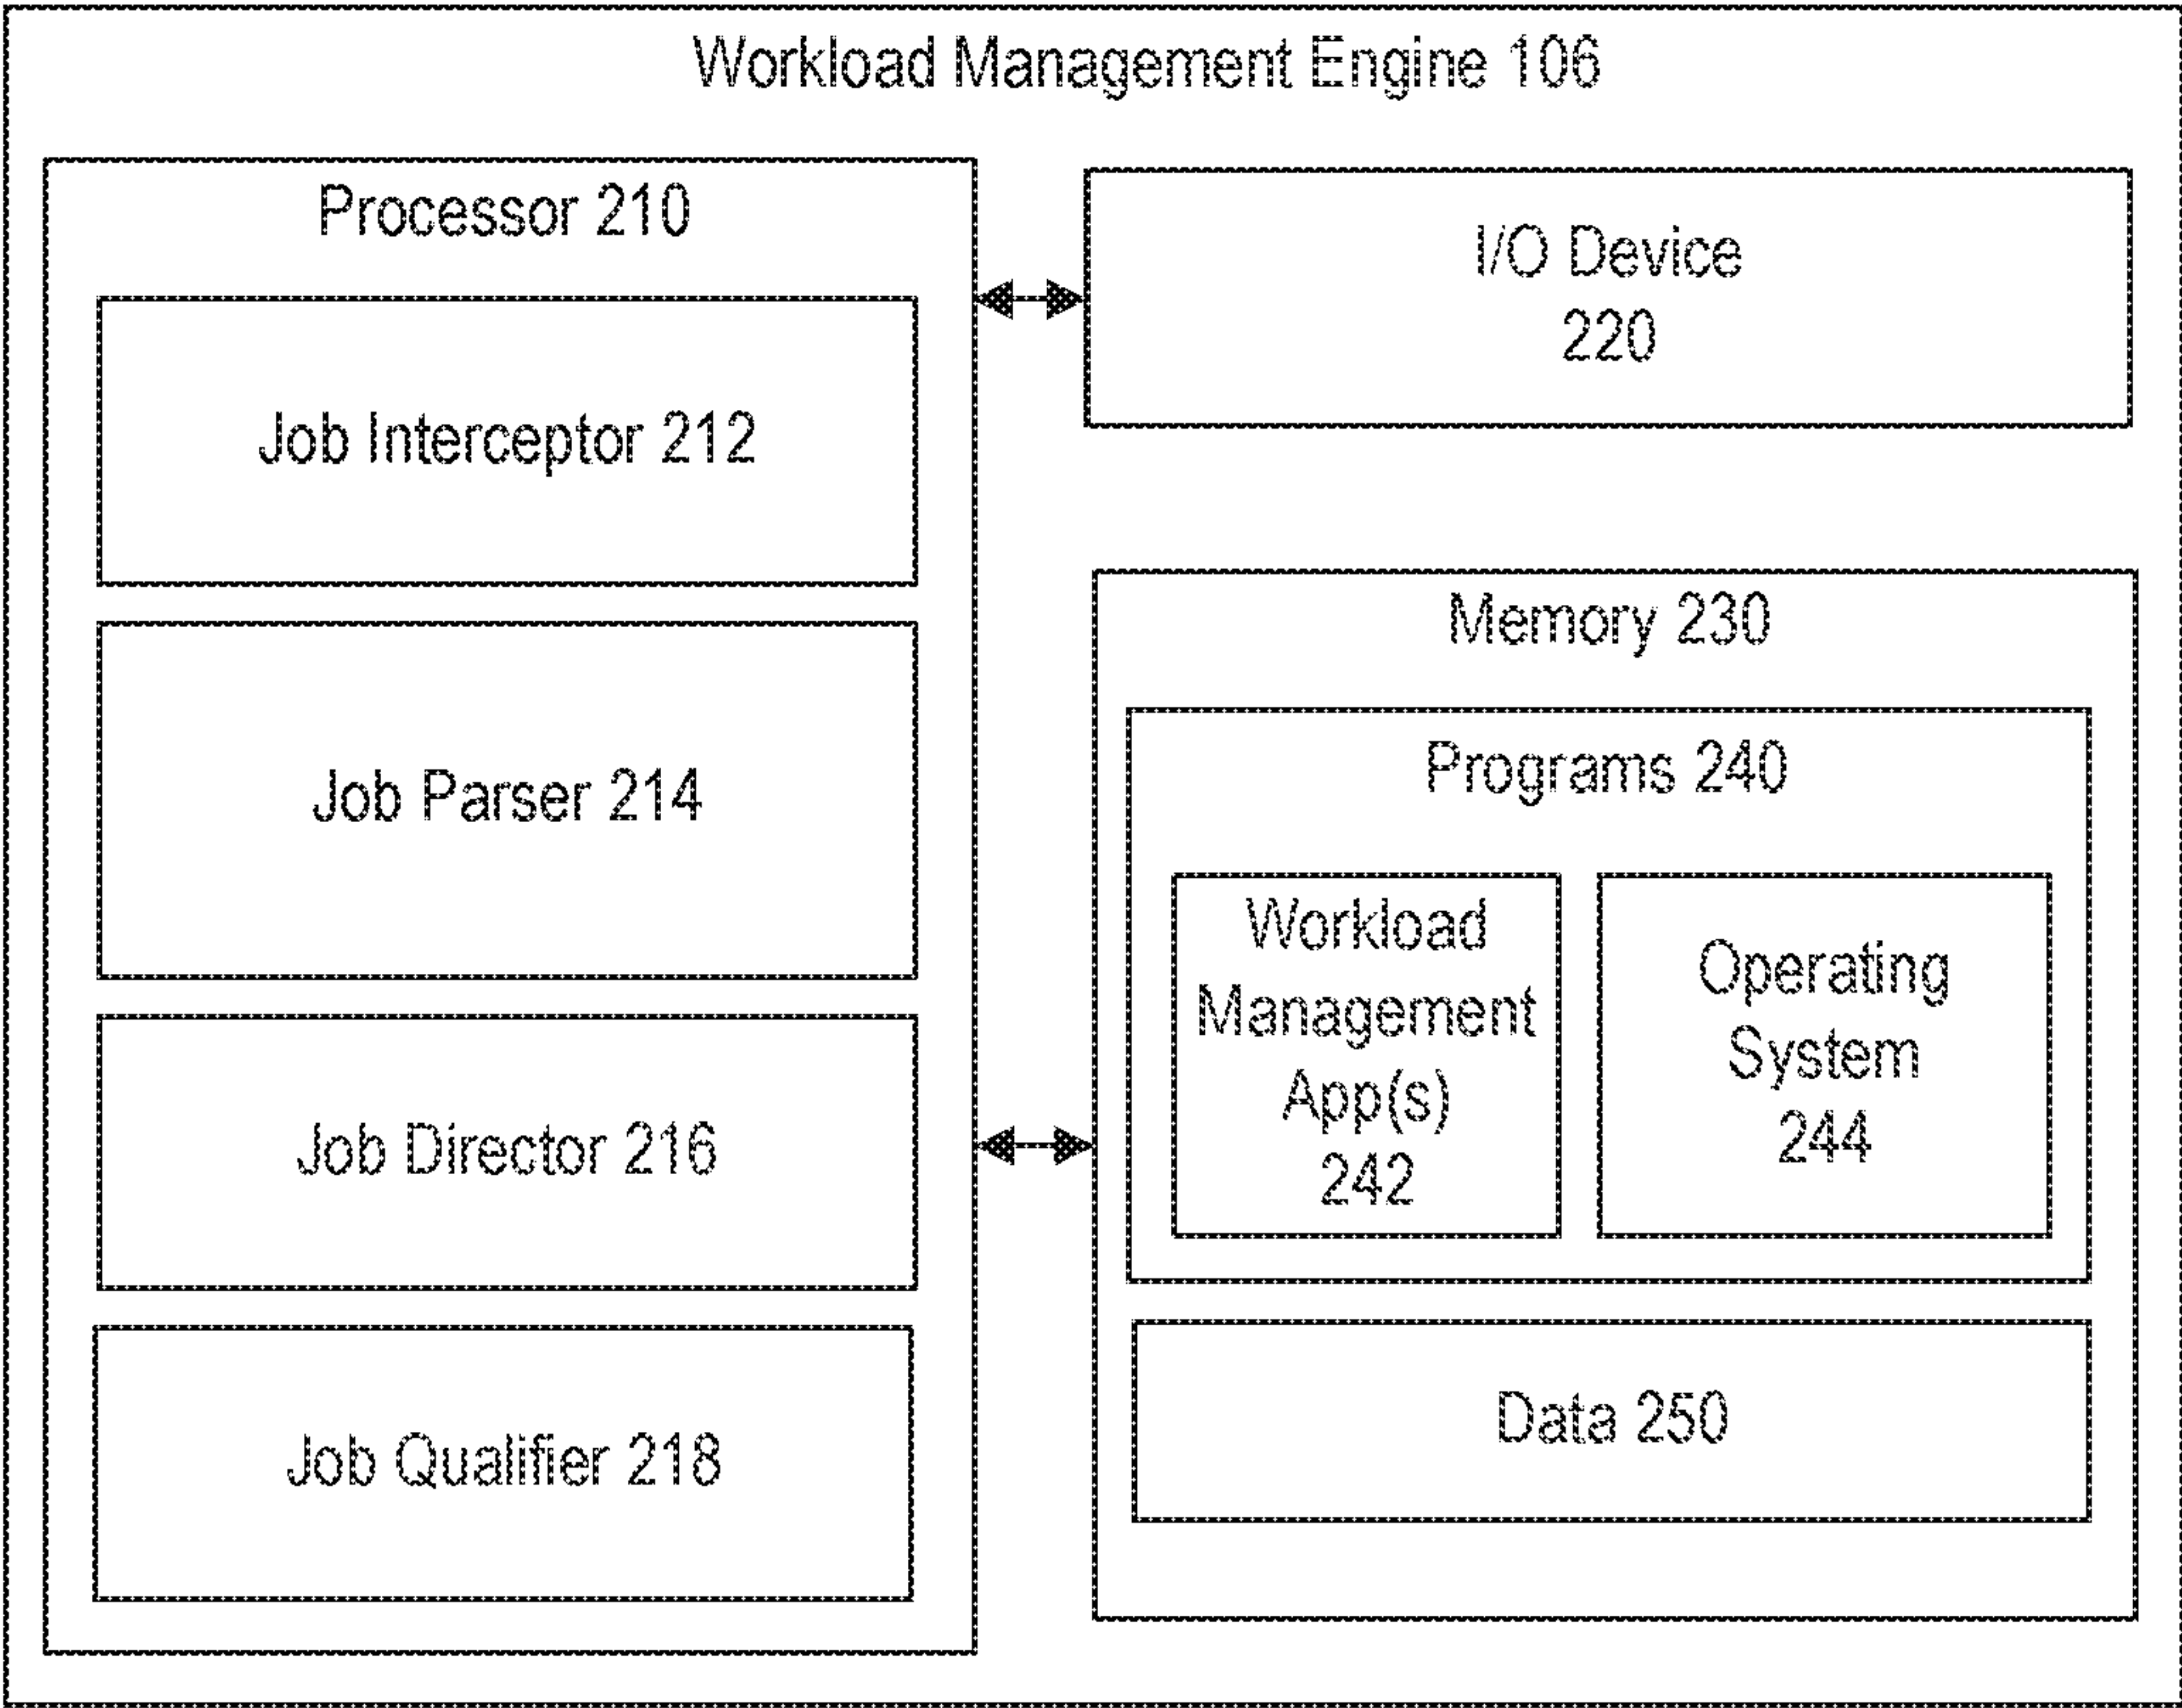 Workload Management Engine 106
Processor 210
Job Interceptor 212
Job Parser 214
Job Director 216
Job Qualifier 218
I/O Device
220
Memory 230
Programs 240
Workload
Management
App(s)
242
Operating
System
244
Data 250